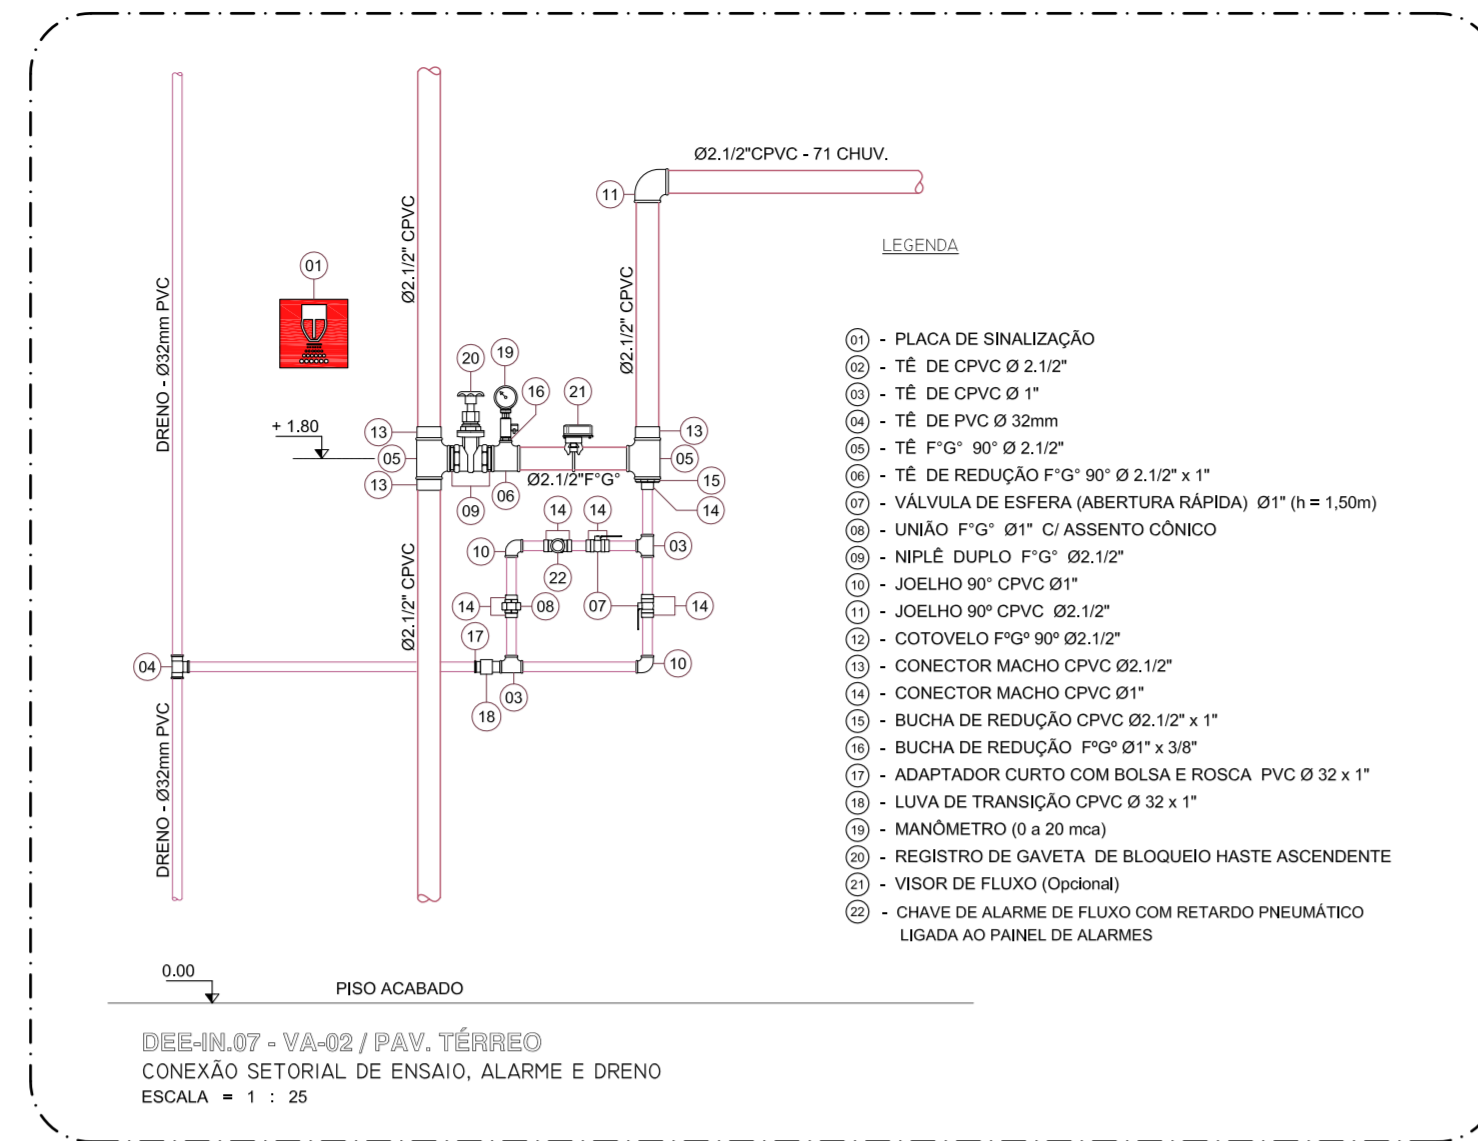 Ø2.1/2"CPVC - 71 CHUV.
11
LEGENDA
01
DRENO - Ø32mm PVC
Ø2.1/2" CPVC
Ø2.1/2" CPVC
20
19
16
21
+ 1.80
13
13
05
05
13
Ø2.1/2"F°G°
15
06
09
14
14
14
10
03
22
14
08
07
14
Ø2.1/2" CPVC
17
04
10
03
18
DRENO - Ø32mm PVC
01 - PLACA DE SINALIZAÇÃO
02 - TÊ DE CPVC Ø 2.1/2"
03 - TÊ DE CPVC Ø 1"
04 - TÊ DE PVC Ø 32mm
05 - TÊ F°G° 90° Ø 2.1/2"
06 - TÊ DE REDUÇÃO F°G° 90° Ø 2.1/2" x 1"
07 - VÁLVULA DE ESFERA (ABERTURA RÁPIDA) Ø1" (h = 1,50m)
08 - UNIÃO F°G° Ø1" C/ ASSENTO CÔNICO
09 - NIPLÊ DUPLO F°G° Ø2.1/2"
10 - JOELHO 90° CPVC Ø1"
11 - JOELHO 90º CPVC Ø2.1/2"
12 - COTOVELO FºGº 90º Ø2.1/2"
13 - CONECTOR MACHO CPVC Ø2.1/2"
14 - CONECTOR MACHO CPVC Ø1"
15 - BUCHA DE REDUÇÃO CPVC Ø2.1/2" x 1"
16 - BUCHA DE REDUÇÃO FºGº Ø1" x 3/8"
17 - ADAPTADOR CURTO COM BOLSA E ROSCA PVC Ø 32 x 1"
18 - LUVA DE TRANSIÇÃO CPVC Ø 32 x 1"
19 - MANÔMETRO (0 a 20 mca)
20 - REGISTRO DE GAVETA DE BLOQUEIO HASTE ASCENDENTE
21 - VISOR DE FLUXO (Opcional)
22 - CHAVE DE ALARME DE FLUXO COM RETARDO PNEUMÁTICO
LIGADA AO PAINEL DE ALARMES
0.00
PISO ACABADO
DEE-IN.07 - VA-02 / PAV. TÉRREO
CONEXÃO SETORIAL DE ENSAIO, ALARME E DRENO
ESCALA = 1 : 25